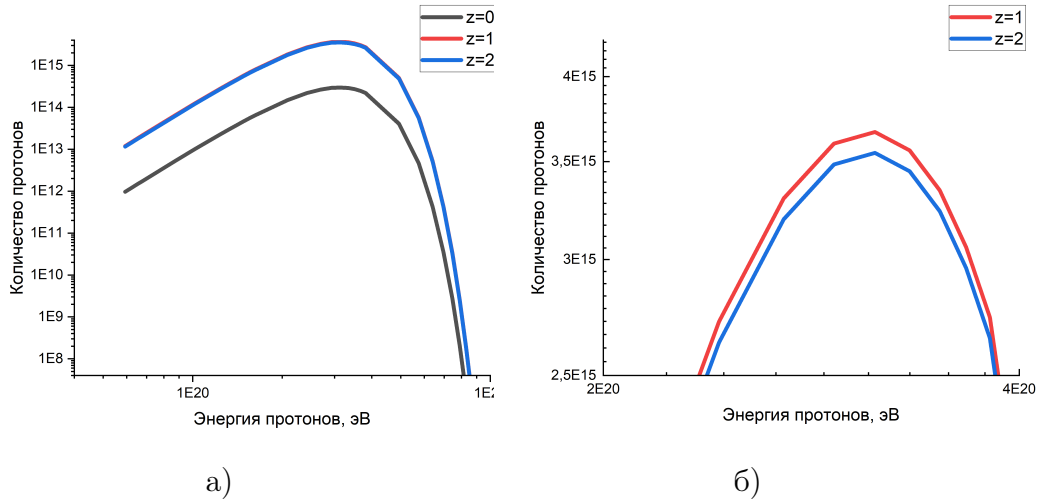 z=0
z=1
z=2
1E15
1E14
1E13
1E12
1E11
1E10
1E9
1E8
Количество протонов
1E20
1E2
Энергия протонов, эВ
а)
z=1
z=2
4E15
3,5E15
3E15
2,5E15
Количество протонов
2E20
4E20
Энергия протонов, эВ
б)